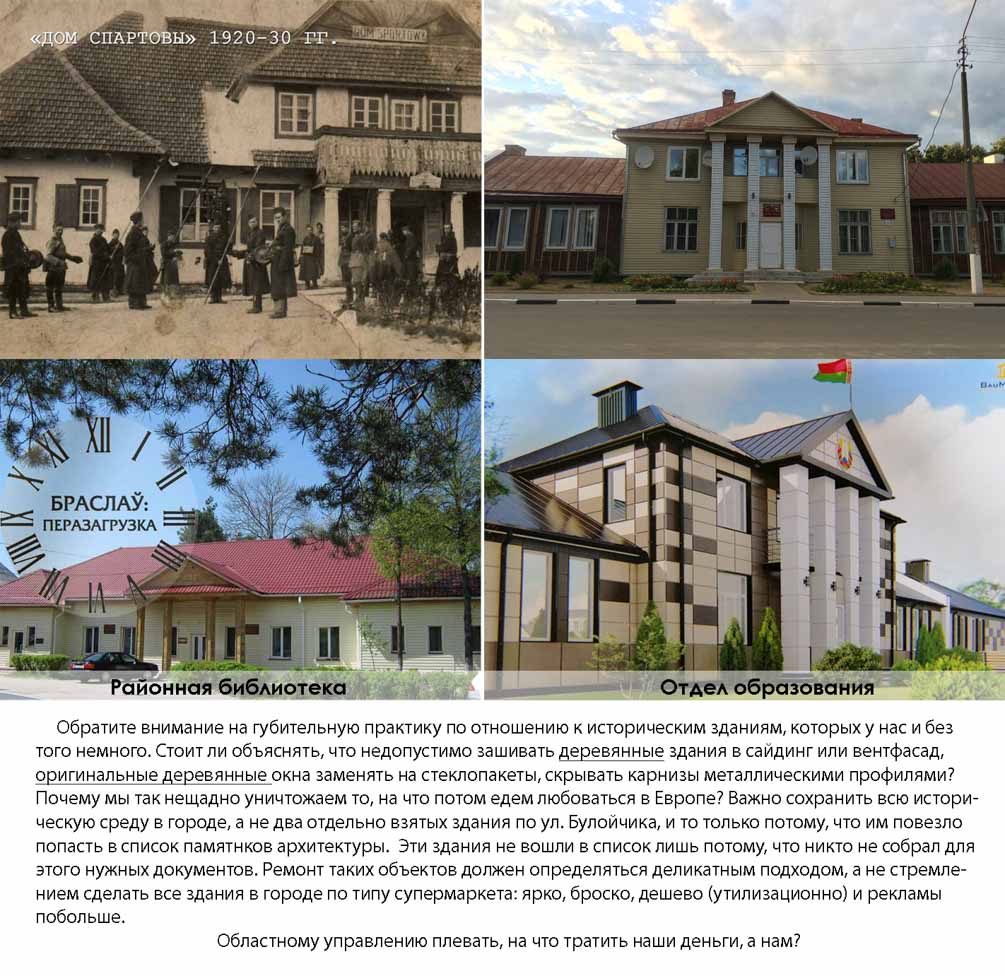 «ДОМ СПАРТОВЫ» 1920-30 ГГ.
DOM SPORTOWY
XII
I
II
III
БРАСЛАЎ:
ПЕРАЗАГРУЗКА
Районная библиотека
Отдел образования
Обратите внимание на губительную практику по отношению к историческим зданиям, которых у нас и без
того немного. Стоит ли объяснять, что недопустимо зашивать деревянные здания в сайдинг или вентфасад,
оригинальные деревянные окна заменять на стеклопакеты, скрывать карнизы металлическими профилями?
Почему мы так нещадно уничтожаем то, на что потом едем любоваться в Европе? Важно сохранить всю истори-
ческую среду в городе, а не два отдельно взятых здания по ул. Булойчика, и то только потому, что им повезло
попасть в список памятнков архитектуры. Эти здания не вошли в список лишь потому, что никто не собрал для
этого нужных документов. Ремонт таких объектов должен определяться деликатным подходом, а не стремле-
нием сделать все здания в городе по типу супермаркета: ярко, броско, дешево (утилизационно) и рекламы
побольше.
Областному управлению плевать, на что тратить наши деньги, а нам?